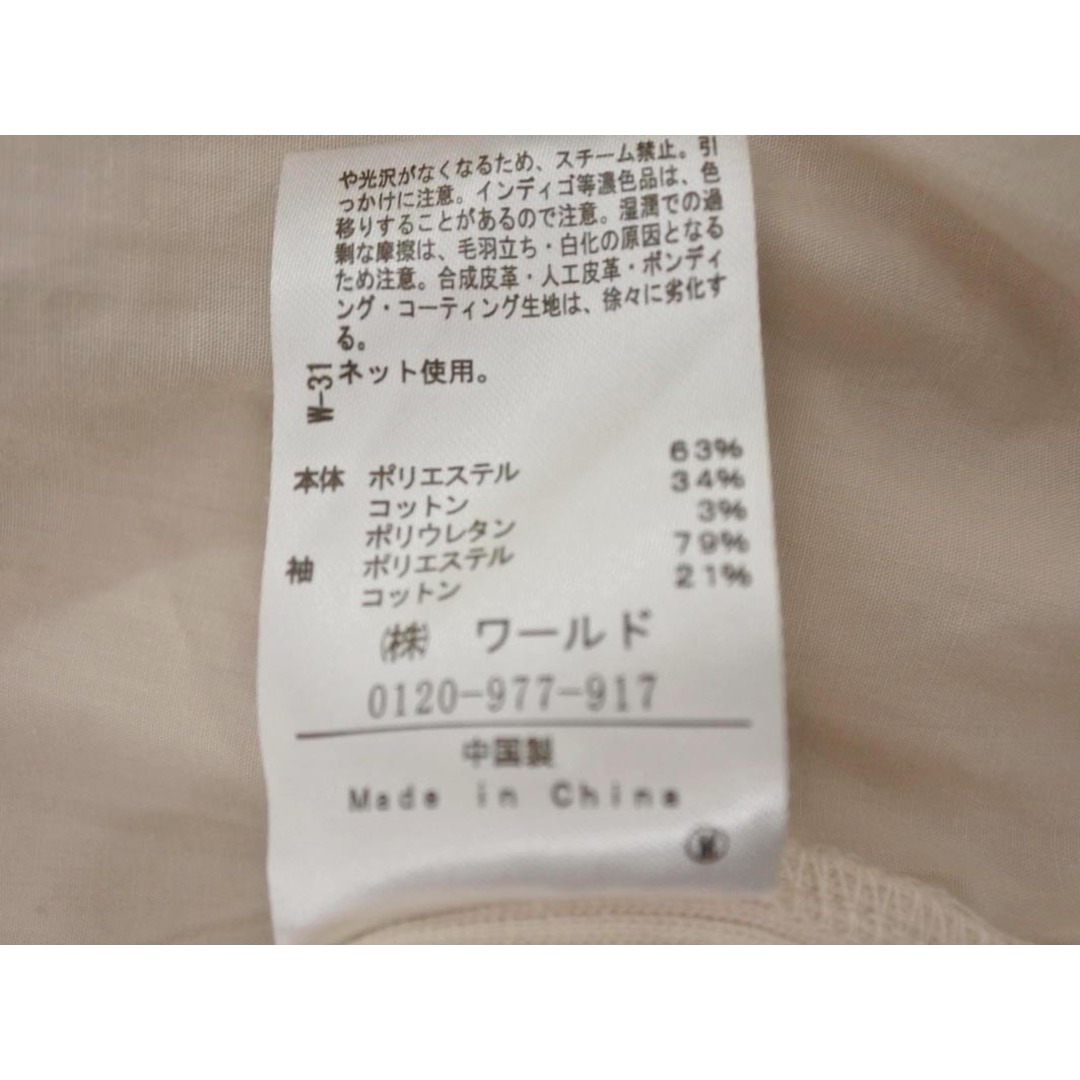 や光沢がなくなるため、スチーム禁止。引
っかけに注意。インディゴ等濃色品は、色
移りすることがあるので注意。湿潤での過
剰な摩擦は、毛羽立ち・白化の原因となる
ため注意。合成皮革・人工皮革・ボンディ
ング・コーティング生地は、徐々に劣化す
る。
W-31
ネット使用。
本体 ポリエステル 63%
コットン 34%
ポリウレタン 3%
袖 ポリエステル 79%
コットン 21%
㈱ ワールド
0120-977-917
中国製
Made in China